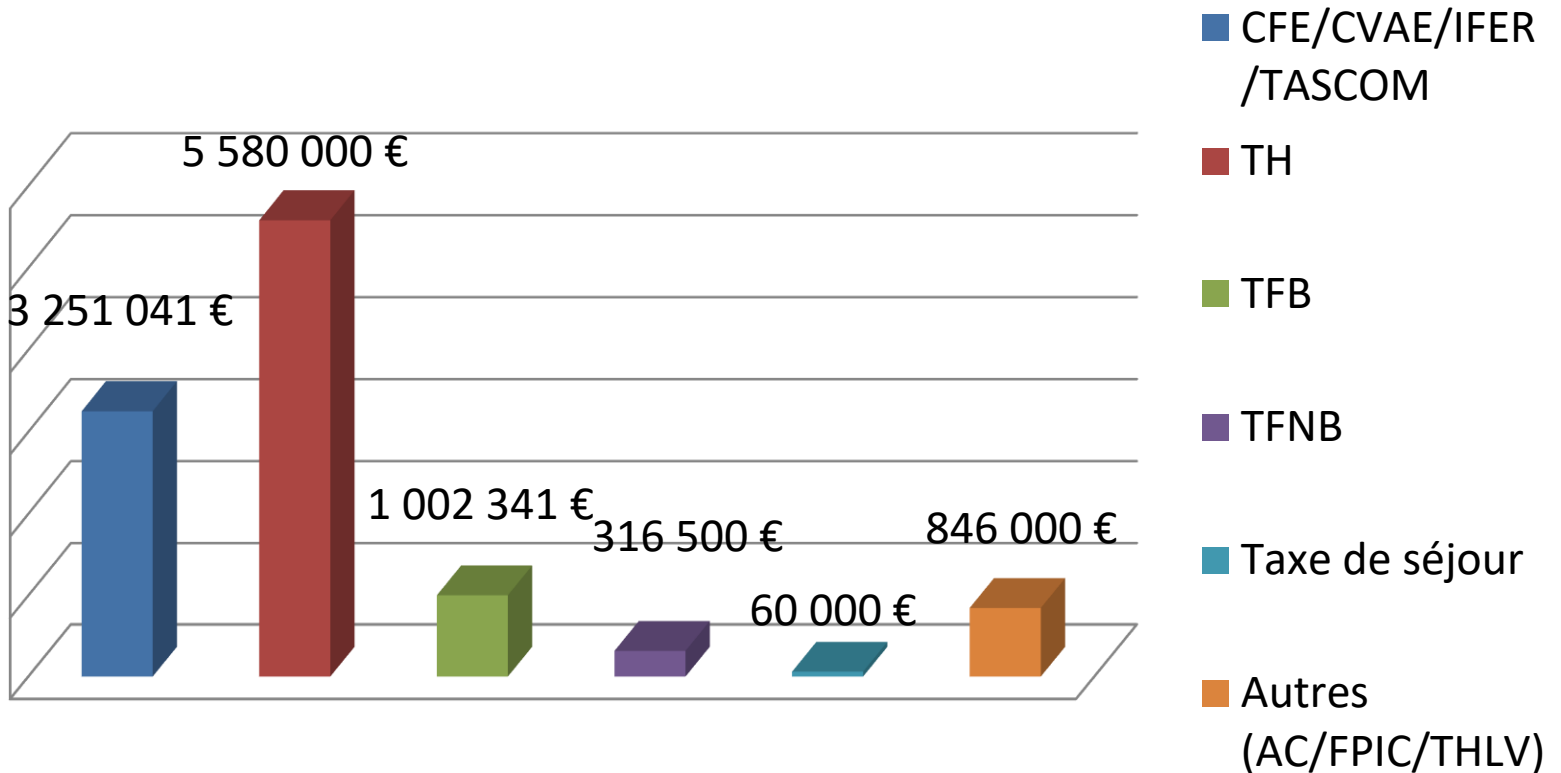 5 580 000 €
3 251 041 €
1 002 341 €
316 500 €
60 000 €
846 000 €
CFE/CVAE/IFER
/TASCOM
TH
TFB
TFNB
Taxe de séjour
Autres
(AC/FPIC/THLV)